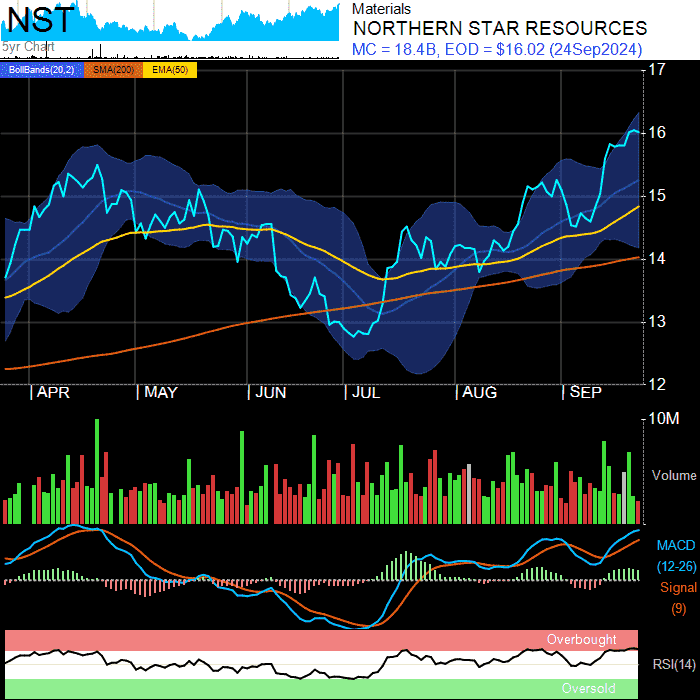 NST
5yr Chart
Materials
NORTHERN STAR RESOURCES
MC = 18.4B, EOD = $16.02 (24Sep2024)
BollBands(20,2) SMA(200) EMA(50)
17
16
15
14
13
12
APR MAY JUN JUL AUG SEP
10M
Volume
MACD
(12-26)
Signal
(9)
Overbought
RSI(14)
Oversold